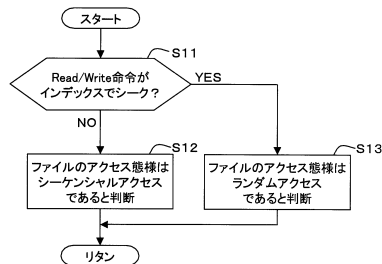 スタート
S11
Read/Write命令が
インデックスでシーク？
YES
NO
S12
ファイルのアクセス態様は
シーケンシャルアクセス
であると判断
S13
ファイルのアクセス態様は
ランダムアクセス
であると判断
リタン